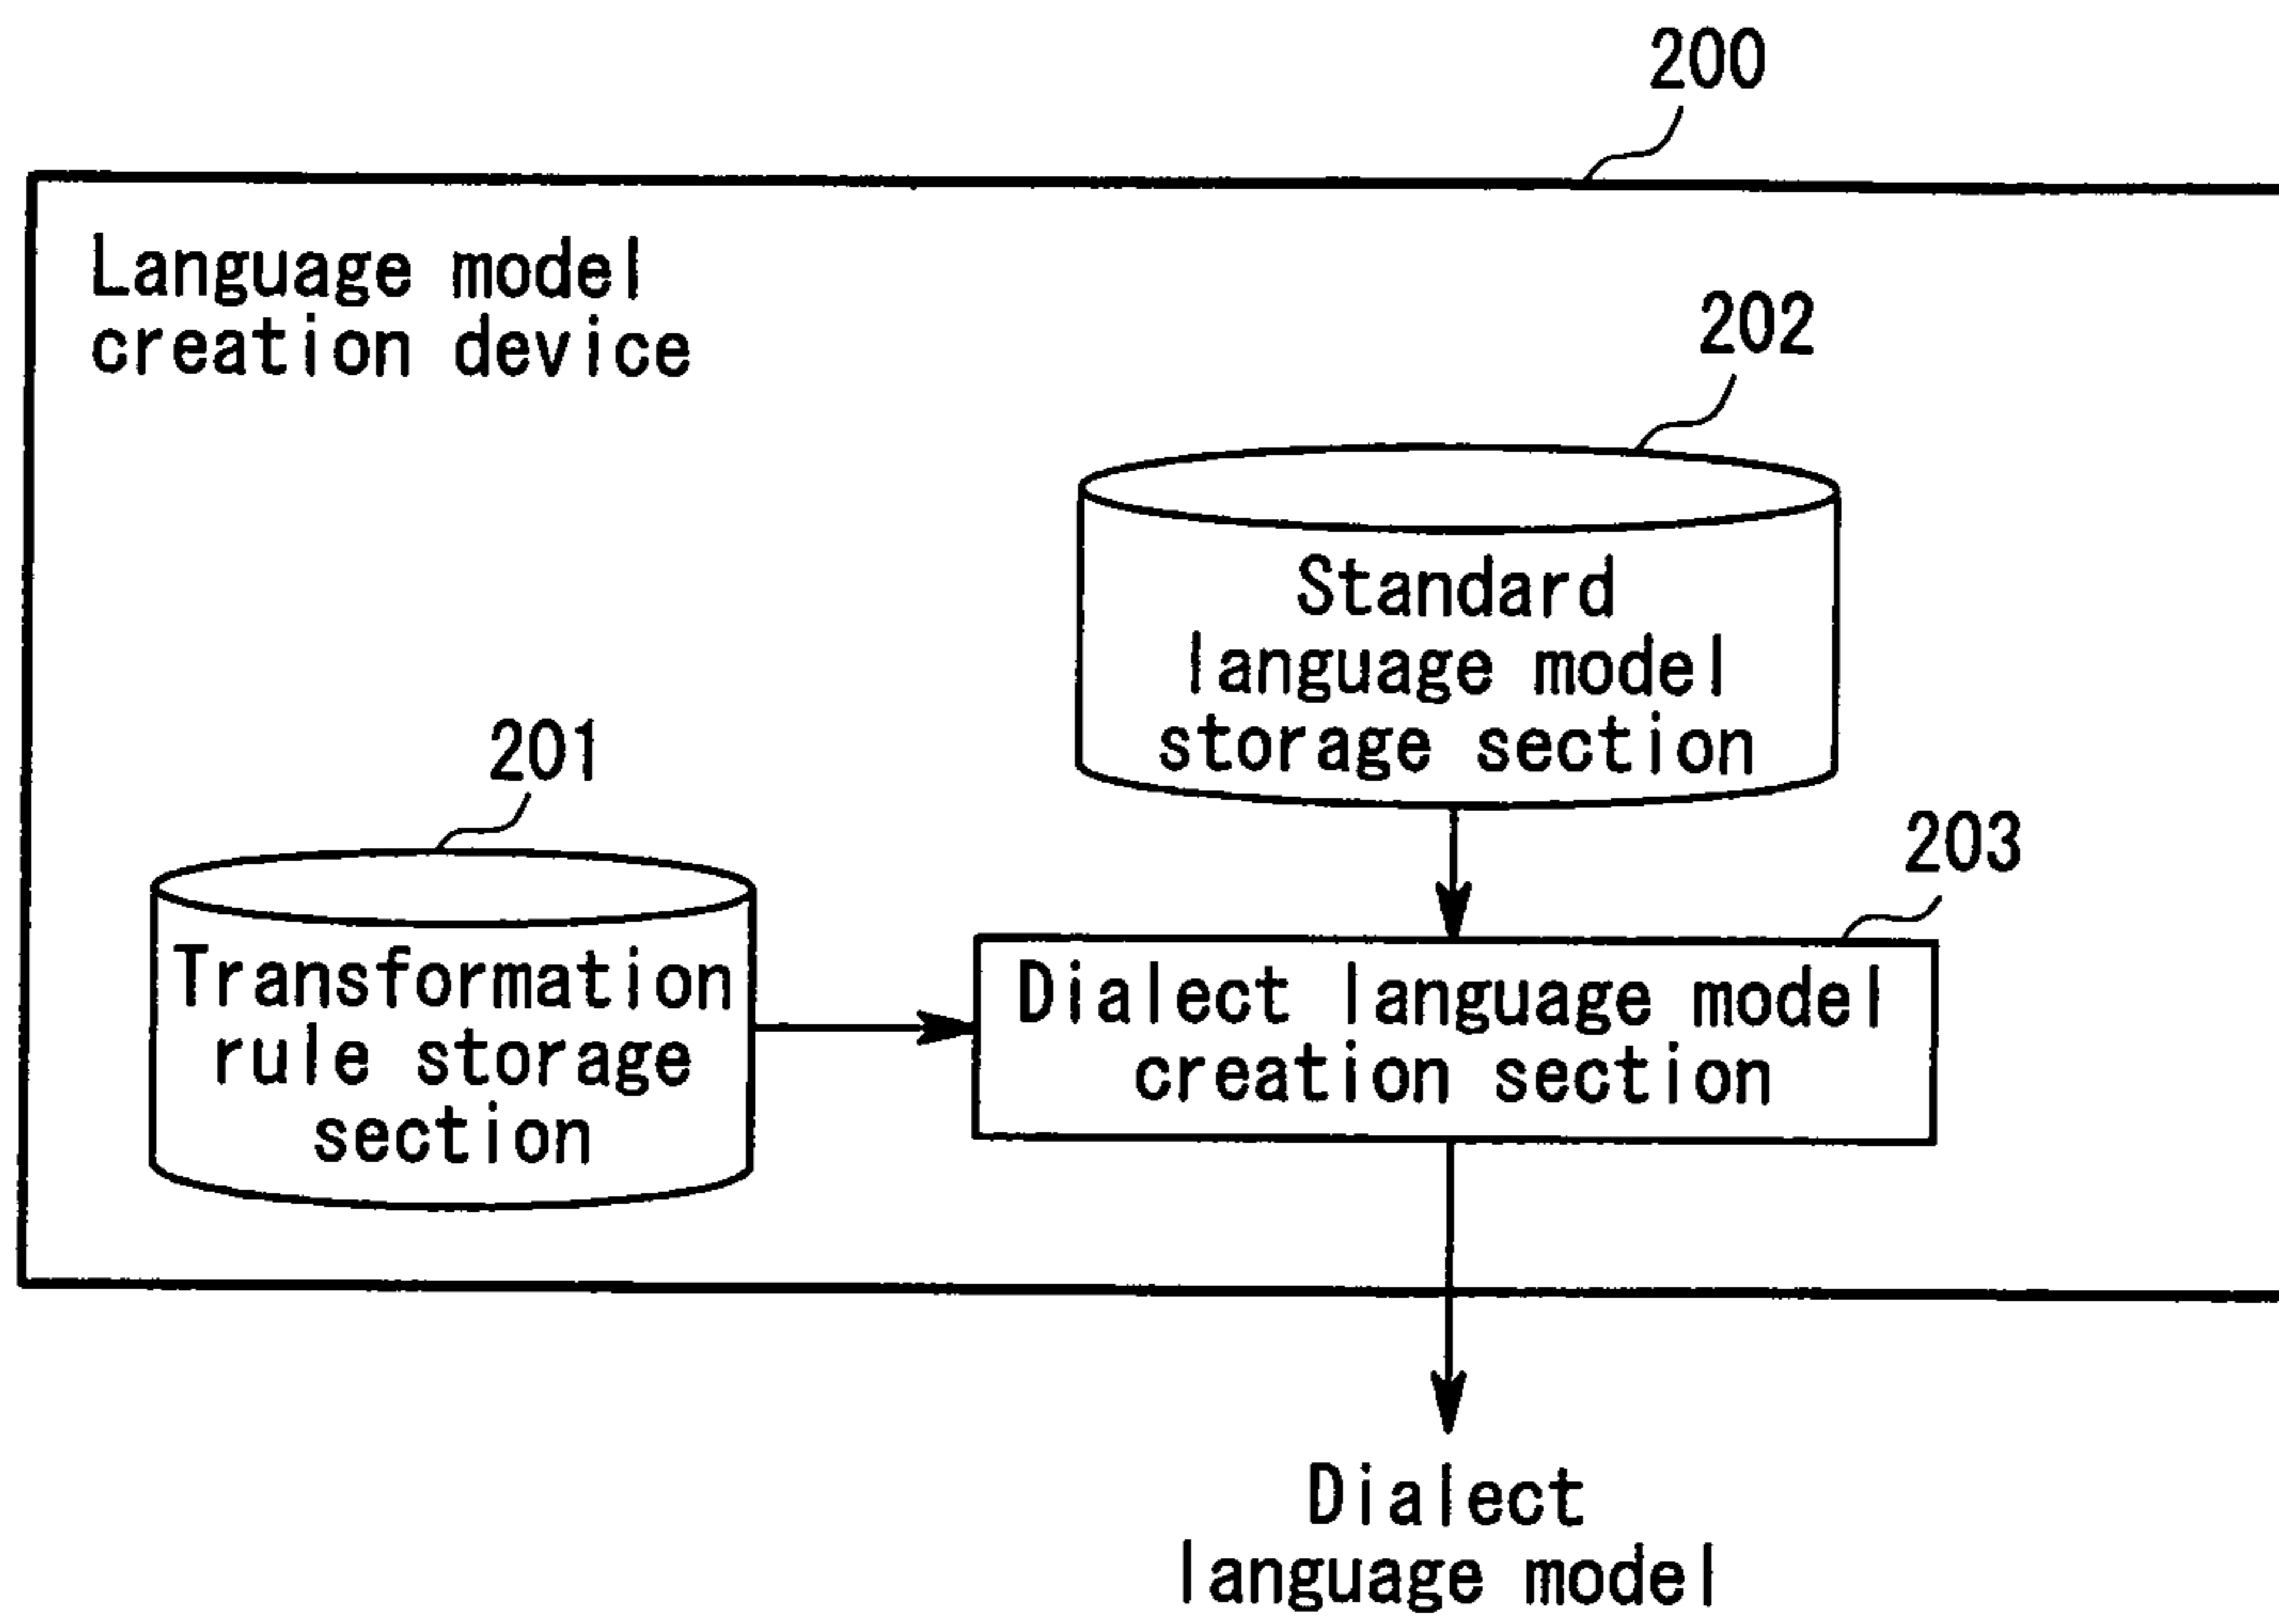 200
Language model
creation device
202
Standard
language model
storage section
201
203
Transformation
rule storage
section
Dialect language model
creation section
Dialect
language model